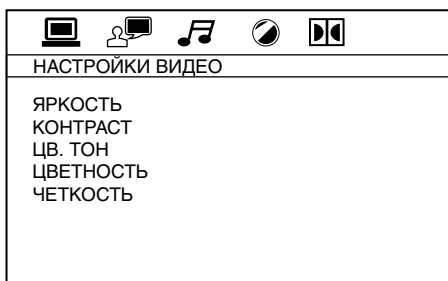 НАСТРОЙКИ ВИДЕО
ЯРКОСТЬ
КОНТРАСТ
ЦВ. ТОН
ЦВЕТНОСТЬ
ЧЕТКОСТЬ